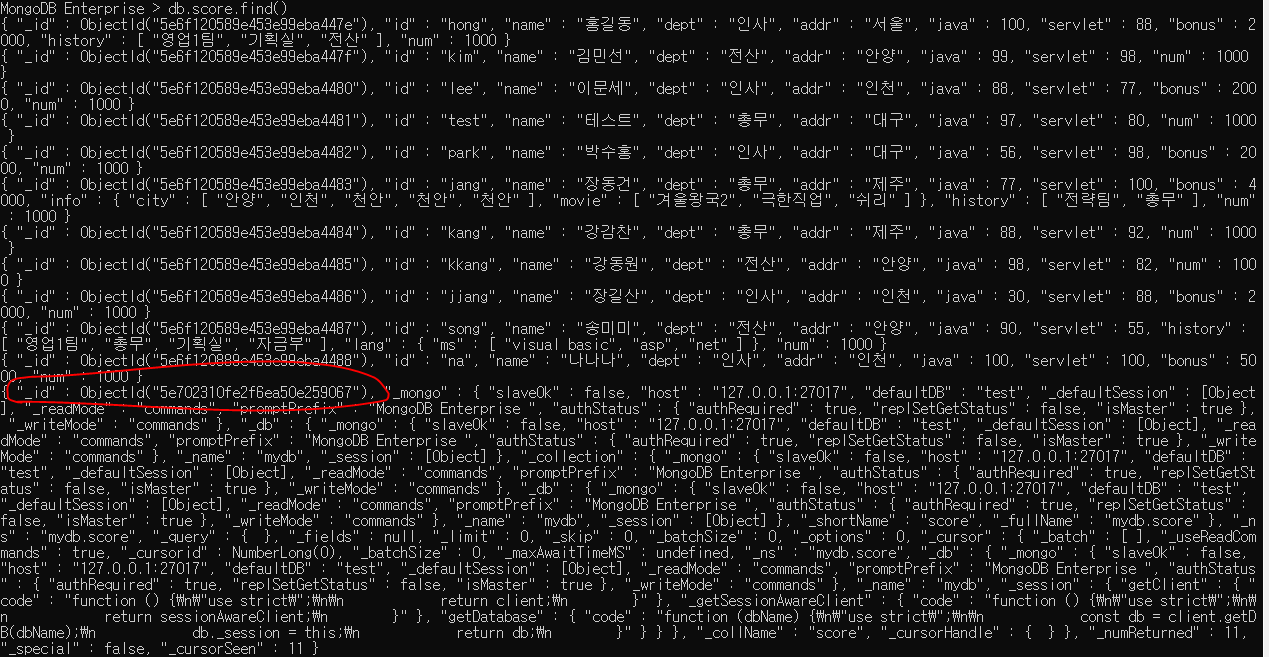 MongoDB Enterprise > db.score.find()
{ "_id" : ObjectId("5e6f120589e453e99eba447e"), "id" : "hong", "name" : "홍길동", "dept" : "인사", "addr" : "서울", "java" : 100, "servlet" : 88, "bonus" : 2
000, "history" : [ "영업1팀", "기획실", "전산" ], "num" : 1000 }
{ "_id" : ObjectId("5e6f120589e453e99eba447f"), "id" : "kim", "name" : "김민선", "dept" : "전산", "addr" : "안양", "java" : 99, "servlet" : 98, "num" : 1000
}
{ "_id" : ObjectId("5e6f120589e453e99eba4480"), "id" : "lee", "name" : "이문세", "dept" : "인사", "addr" : "인천", "java" : 88, "servlet" : 77, "bonus" : 200
0, "num" : 1000 }
{ "_id" : ObjectId("5e6f120589e453e99eba4481"), "id" : "test", "name" : "테스트", "dept" : "총무", "addr" : "대구", "java" : 97, "servlet" : 80, "num" : 1000
}
{ "_id" : ObjectId("5e6f120589e453e99eba4482"), "id" : "park", "name" : "박수홍", "dept" : "인사", "addr" : "대구", "java" : 56, "servlet" : 98, "bonus" : 20
00, "num" : 1000 }
{ "_id" : ObjectId("5e6f120589e453e99eba4483"), "id" : "jang", "name" : "장동건", "dept" : "총무", "addr" : "제주", "java" : 77, "servlet" : 100, "bonus" : 4
000, "info" : { "city" : [ "안양", "인천", "천안", "천안", "천안" ], "movie" : [ "겨울왕국2", "극한직업", "쉬리" ] }, "history" : [ "전략팀", "총무" ], "num"
: 1000 }
{ "_id" : ObjectId("5e6f120589e453e99eba4484"), "id" : "kang", "name" : "강감찬", "dept" : "총무", "addr" : "제주", "java" : 88, "servlet" : 92, "num" : 1000
}
{ "_id" : ObjectId("5e6f120589e453e99eba4485"), "id" : "kkang", "name" : "강동원", "dept" : "전산", "addr" : "안양", "java" : 98, "servlet" : 82, "num" : 100
0 }
{ "_id" : ObjectId("5e6f120589e453e99eba4486"), "id" : "jjang", "name" : "장길산", "dept" : "인사", "addr" : "인천", "java" : 30, "servlet" : 88, "bonus" : 2
000, "num" : 1000 }
{ "_id" : ObjectId("5e6f120589e453e99eba4487"), "id" : "song", "name" : "송미미", "dept" : "전산", "addr" : "안양", "java" : 90, "servlet" : 55, "history" :
[ "영업1팀", "총무", "기획실", "자금부" ], "lang" : { "ms" : [ "visual basic", "asp", "net" ] }, "num" : 1000 }
{ "_id" : ObjectId("5e6f120589e453e99eba4488"), "id" : "na", "name" : "나나나", "dept" : "인사", "addr" : "인천", "java" : 100, "servlet" : 100, "bonus" : 50
00, "num" : 1000 }
{ "_id" : ObjectId("5e702310fe2f6ea50e259067"), "_mongo" : { "slaveOk" : false, "host" : "127.0.0.1:27017", "defaultDB" : "test", "_defaultSession" : [Object
], "_readMode" : "commands", "promptPrefix" : "MongoDB Enterprise ", "authStatus" : { "authRequired" : true, "replSetGetStatus" : false, "isMaster" : true },
"_writeMode" : "commands" }, "_db" : { "_mongo" : { "slaveOk" : false, "host" : "127.0.0.1:27017", "defaultDB" : "test", "_defaultSession" : [Object], "_rea
dMode" : "commands", "promptPrefix" : "MongoDB Enterprise ", "authStatus" : { "authRequired" : true, "replSetGetStatus" : false, "isMaster" : true }, "_write
Mode" : "commands" }, "_name" : "mydb", "_session" : [Object] }, "_collection" : { "_mongo" : { "slaveOk" : false, "host" : "127.0.0.1:27017", "defaultDB" :
"test", "_defaultSession" : [Object], "_readMode" : "commands", "promptPrefix" : "MongoDB Enterprise ", "authStatus" : { "authRequired" : true, "replSetGetSt
atus" : false, "isMaster" : true }, "_writeMode" : "commands" }, "_db" : { "_mongo" : { "slaveOk" : false, "host" : "127.0.0.1:27017", "defaultDB" : "test",
"_defaultSession" : [Object], "_readMode" : "commands", "promptPrefix" : "MongoDB Enterprise ", "authStatus" : { "authRequired" : true, "replSetGetStatus" :
false, "isMaster" : true }, "_writeMode" : "commands" }, "_name" : "mydb", "_session" : [Object] }, "_shortName" : "score", "_fullName" : "mydb.score" }, "_n
s" : "mydb.score", "_query" : {  }, "_fields" : null, "_limit" : 0, "_skip" : 0, "_batchSize" : 0, "_options" : 0, "_cursor" : { "_batch" : [ ], "_useReadCom
mands" : true, "_cursorid" : NumberLong(0), "_batchSize" : 0, "_maxAwaitTimeMS" : undefined, "_ns" : "mydb.score", "_db" : { "_mongo" : { "slaveOk" : false,
"host" : "127.0.0.1:27017", "defaultDB" : "test", "_defaultSession" : [Object], "_readMode" : "commands", "promptPrefix" : "MongoDB Enterprise ", "authStatus
" : { "authRequired" : true, "replSetGetStatus" : false, "isMaster" : true }, "_writeMode" : "commands" }, "_name" : "mydb", "_session" : { "getClient" : { "
code" : "function () {₩n₩"use strict₩";₩n₩n            return client;₩n        }" }, "_getSessionAwareClient" : { "code" : "function () {₩n₩"use strict₩";₩n₩
n            return sessionAwareClient;₩n        }" }, "getDatabase" : { "code" : "function (dbName) {₩n₩"use strict₩";₩n₩n            const db = client.getD
B(dbName);₩n            db._session = this;₩n            return db;₩n        }" } } }, "_collName" : "score", "_cursorHandle" : {  } }, "_numReturned" : 11,
"_special" : false, "_cursorSeen" : 11 }